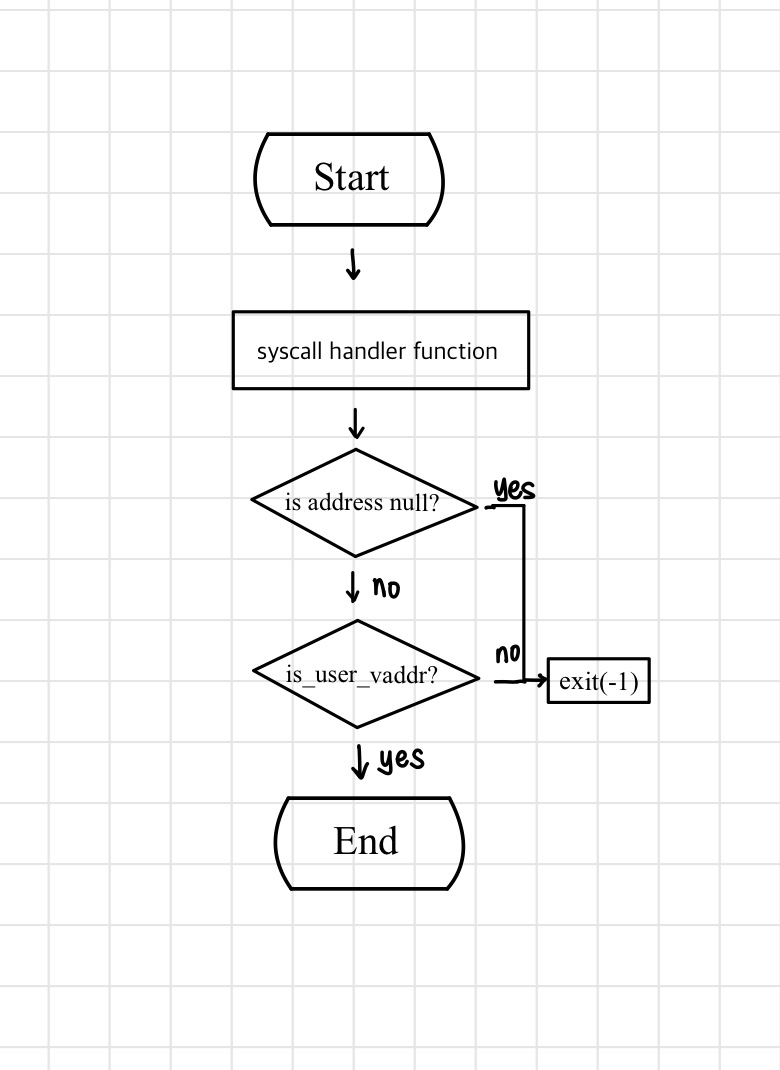 Start
syscall handler function
is address null?
yes
no
is_user_vaddr?
no
exit(-1)
yes
End